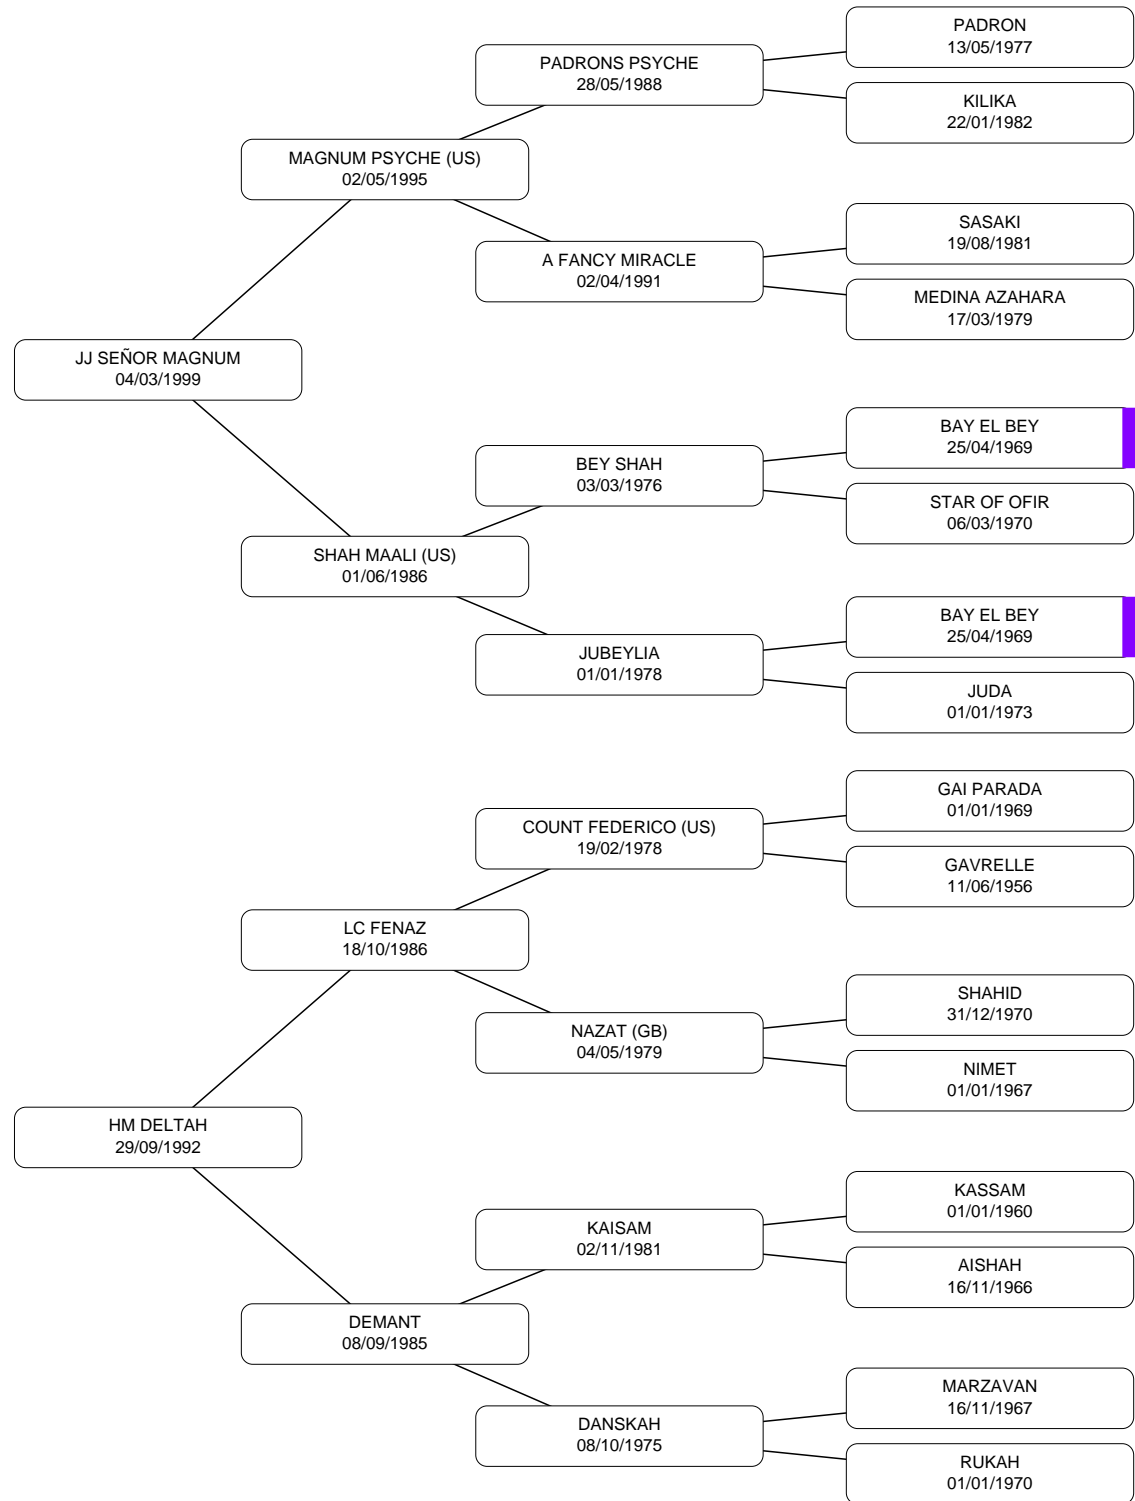 PADRON
13/05/1977
PADRONS PSYCHE
28/05/1988
KILIKA
22/01/1982
MAGNUM PSYCHE (US)
02/05/1995
SASAKI
19/08/1981
A FANCY MIRACLE
02/04/1991
MEDINA AZAHARA
17/03/1979
JJ SEÑOR MAGNUM
04/03/1999
BAY EL BEY
25/04/1969
BEY SHAH
03/03/1976
STAR OF OFIR
06/03/1970
SHAH MAALI (US)
01/06/1986
BAY EL BEY
25/04/1969
JUBEYLIA
01/01/1978
JUDA
01/01/1973
GAI PARADA
01/01/1969
COUNT FEDERICO (US)
19/02/1978
GAVRELLE
11/06/1956
LC FENAZ
18/10/1986
SHAHID
31/12/1970
NAZAT (GB)
04/05/1979
NIMET
01/01/1967
HM DELTAH
29/09/1992
KASSAM
01/01/1960
KAISAM
02/11/1981
AISHAH
16/11/1966
DEMANT
08/09/1985
MARZAVAN
16/11/1967
DANSKAH
08/10/1975
RUKAH
01/01/1970